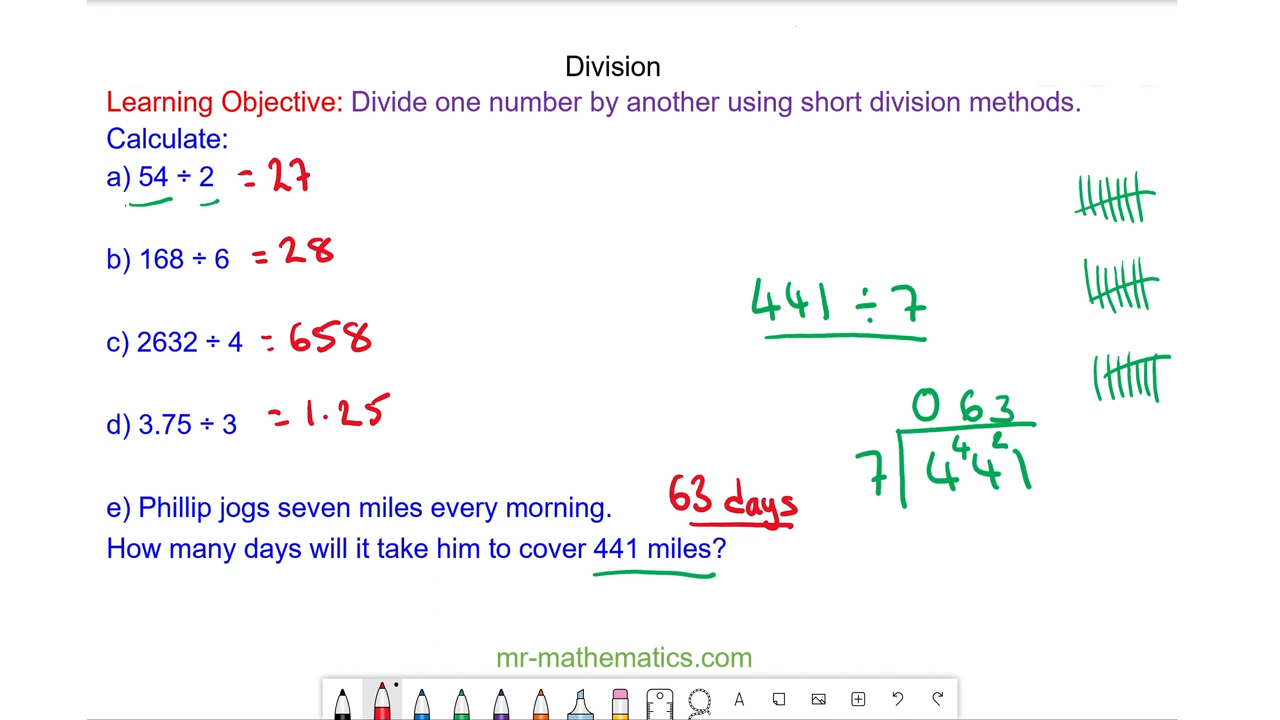 Division
Learning Objective: Divide one number by another using short division methods.
Calculate:
a) 54 ÷ 2 = 27
b) 168 ÷ 6 = 28
c) 2632 ÷ 4 = 658
d) 3.75 ÷ 3 = 1.25
441 ÷ 7
0 6 3
7 4 4 4 2 1
e) Phillip jogs seven miles every morning. 63 days
How many days will it take him to cover 441 miles?
mr-mathematics.com
A